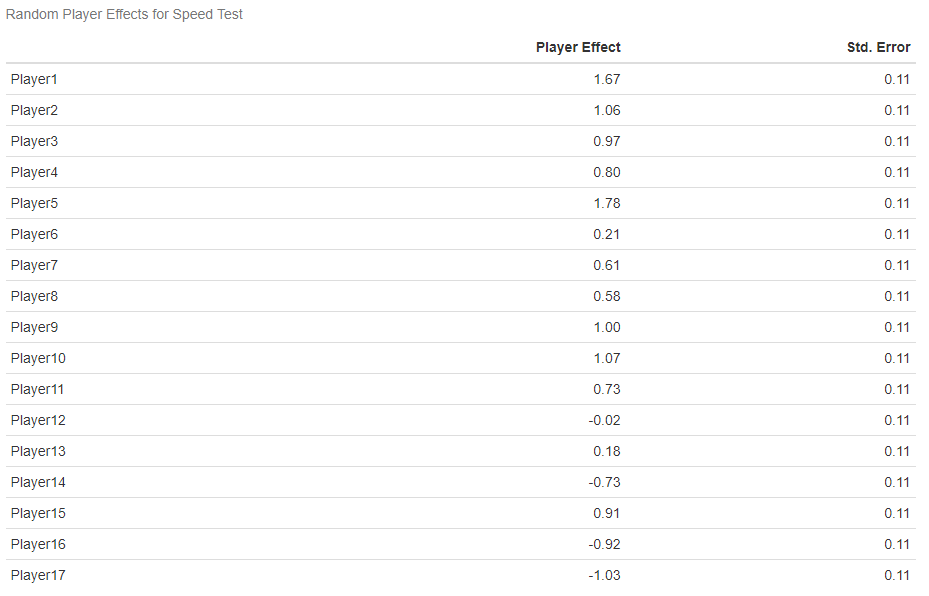 Random Player Effects for Speed Test
Player Effect Std. Error
Player1 1.67 0.11
Player2 1.06 0.11
Player3 0.97 0.11
Player4 0.80 0.11
Player5 1.78 0.11
Player6 0.21 0.11
Player7 0.61 0.11
Player8 0.58 0.11
Player9 1.00 0.11
Player10 1.07 0.11
Player11 0.73 0.11
Player12 -0.02 0.11
Player13 0.18 0.11
Player14 -0.73 0.11
Player15 0.91 0.11
Player16 -0.92 0.11
Player17 -1.03 0.11